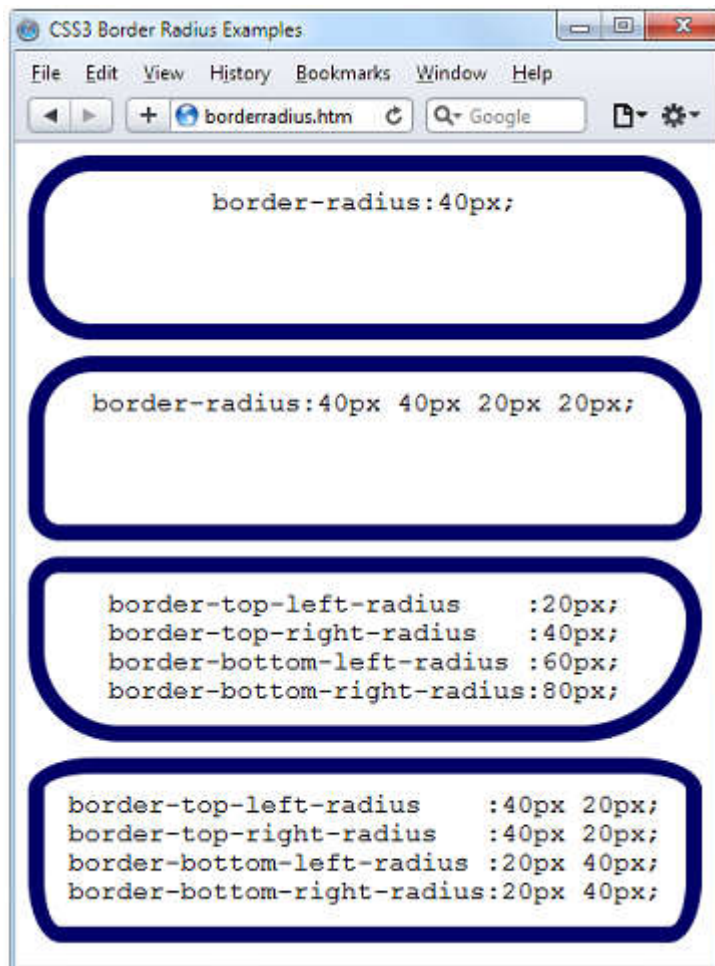 CSS3 Border Radius Examples
File Edit View History Bookmarks Window Help
+ borderradius.htm Google
border-radius:40px;
border-radius:40px 40px 20px 20px;
border-top-left-radius    :20px;
border-top-right-radius   :40px;
border-bottom-left-radius :60px;
border-bottom-right-radius:80px;
border-top-left-radius    :40px 20px;
border-top-right-radius   :40px 20px;
border-bottom-left-radius :20px 40px;
border-bottom-right-radius:20px 40px;